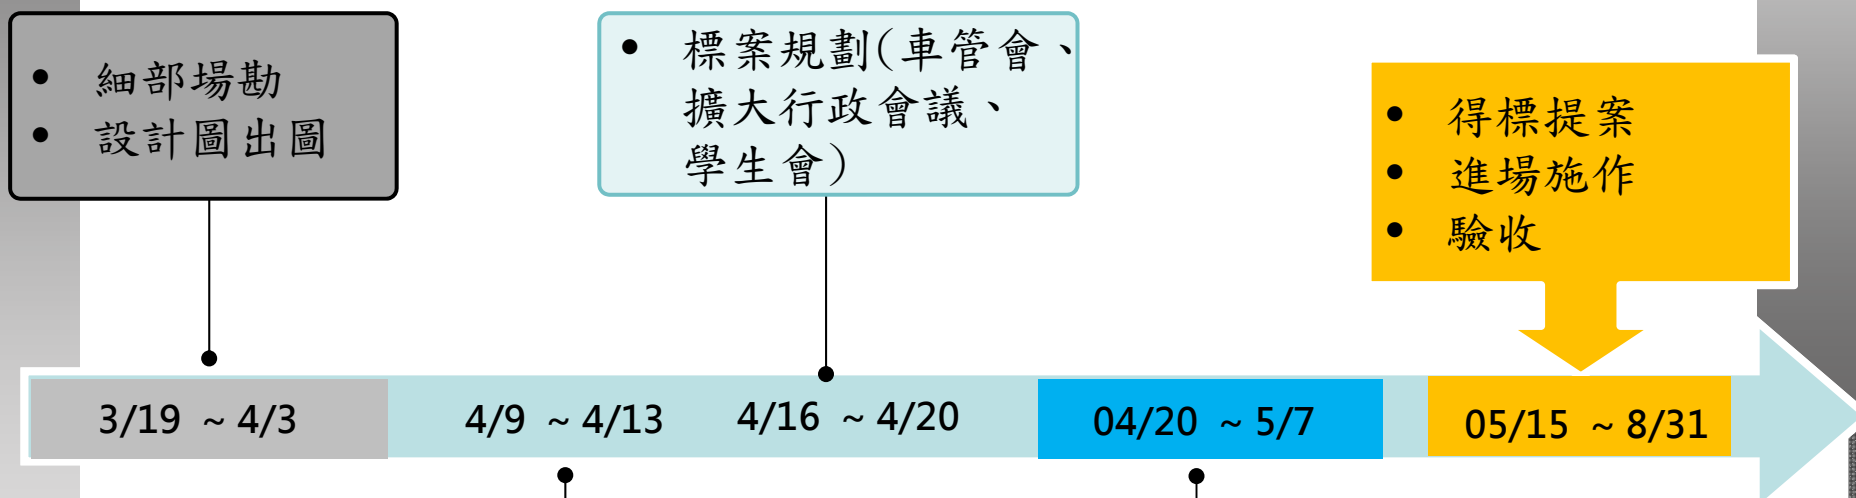 • 細部場勘
• 設計圖出圖
• 標案規劃(車管會、
擴大行政會議、
學生會)
• 得標提案
• 進場施作
• 驗收
3/19 ~ 4/3
4/9 ~ 4/13
4/16 ~ 4/20
04/20 ~ 5/7
05/15 ~ 8/31